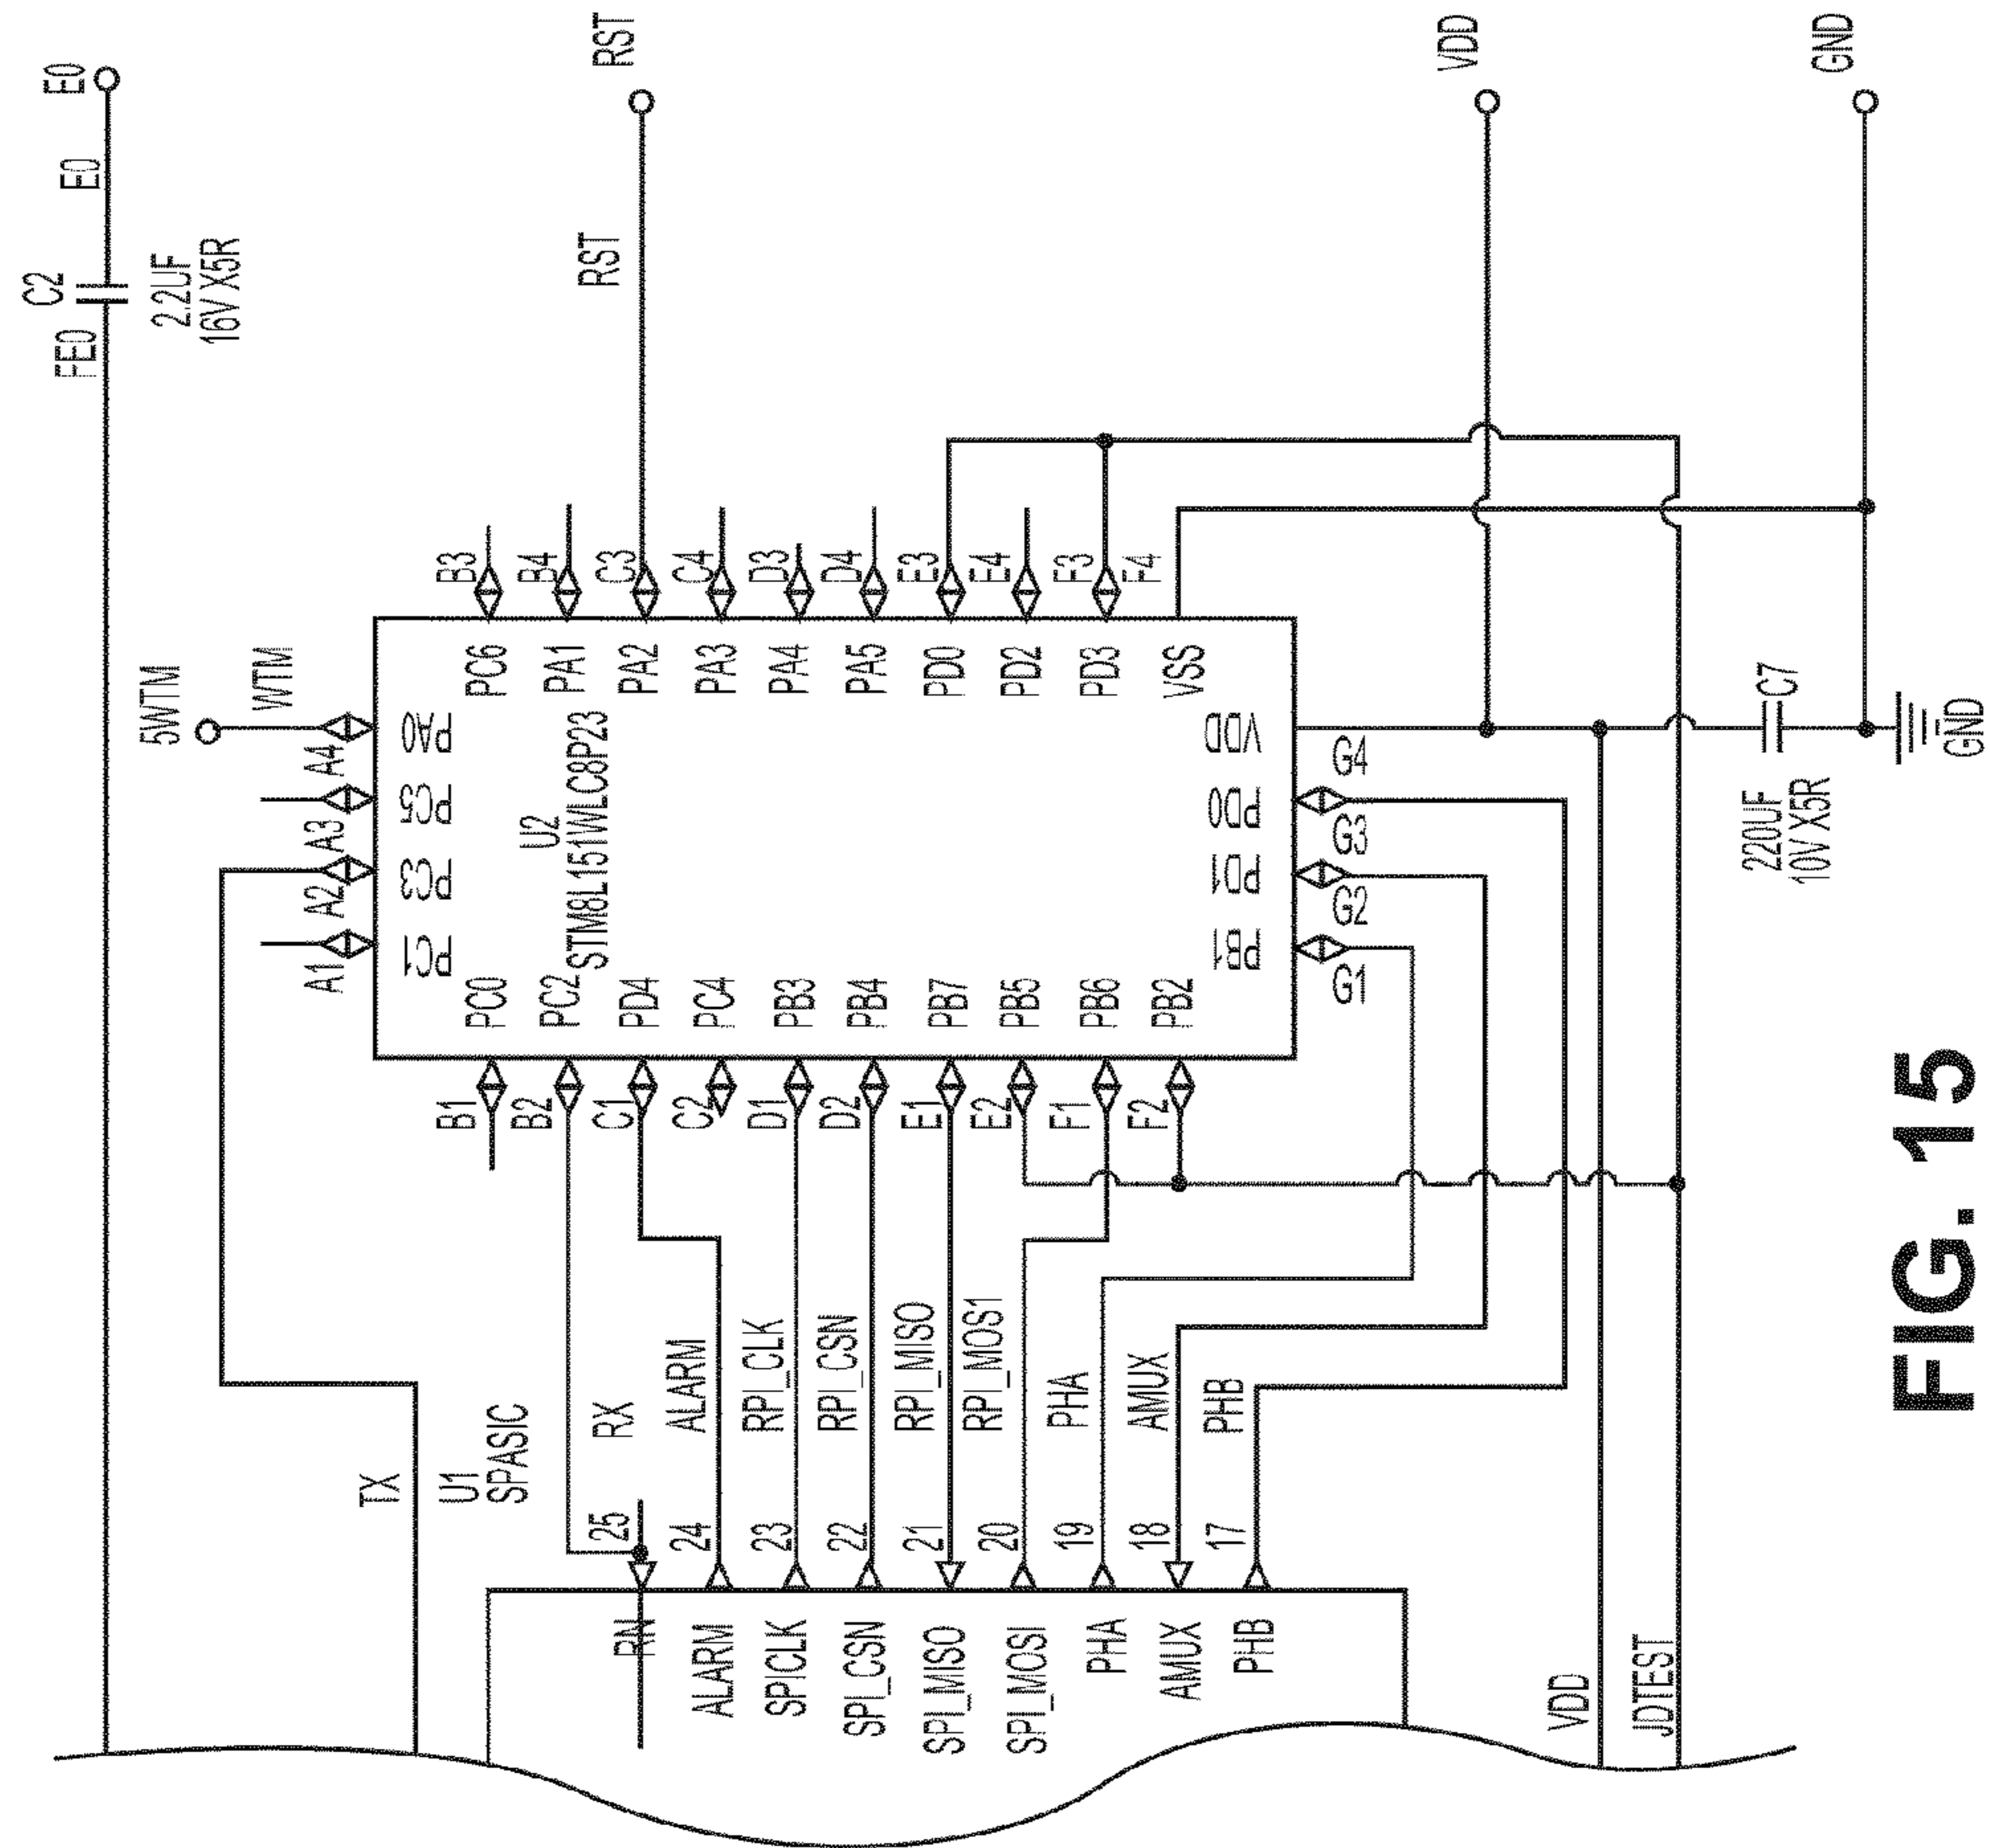 E0
E0
C2
FE0
2.2UF
16V X5R
RST
RST
VDD
GND
5WTM
WTM
A4
A3
A2
A1
PA0
PC5
PC3
PC1
B3
B4
C3
C4
D3
D4
E3
E4
F3
F4
PC6
PA1
PA2
PA3
PA4
PA5
PD0
PD2
PD3
VSS
U2
STM8L151WLC8P23
PC0
PC2
PD4
PC4
PB3
PB4
PB7
PB5
PB6
PB2
VDD
PD0
PD1
PB1
G4
G3
G2
G1
B1
B2
C1
C2
D1
D2
E1
E2
F1
F2
220UF
10V X5R
C7
GND
TX
U1
SPASIC
RX
ALARM
RPI_CLK
RPI_CSN
RPI_MISO
RPI_MOS1
PHA
AMUX
PHB
25
24
23
22
21
20
19
18
17
RN
ALARM
SPICLK
SPI_CSN
SPI_MISO
SPI_MOSI
PHA
AMUX
PHB
VDD
JDTEST
FIG. 15